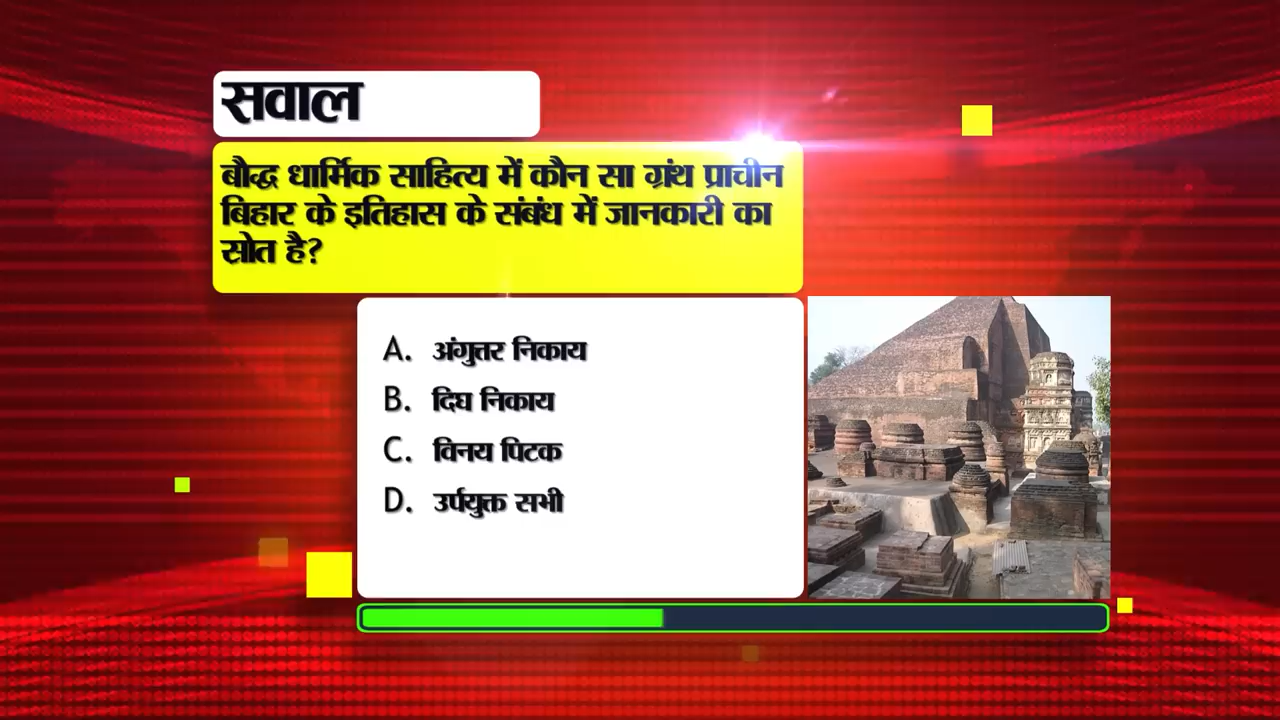 सवाल
बौद्ध धार्मिक साहित्य में कौन सा ग्रंथ प्राचीन
बिहार के इतिहास के संबंध में जानकारी का
स्रोत है?
A. अंगुत्तर निकाय
B. दिघ निकाय
C. विनय पिटक
D. उर्पयुक्त सभी